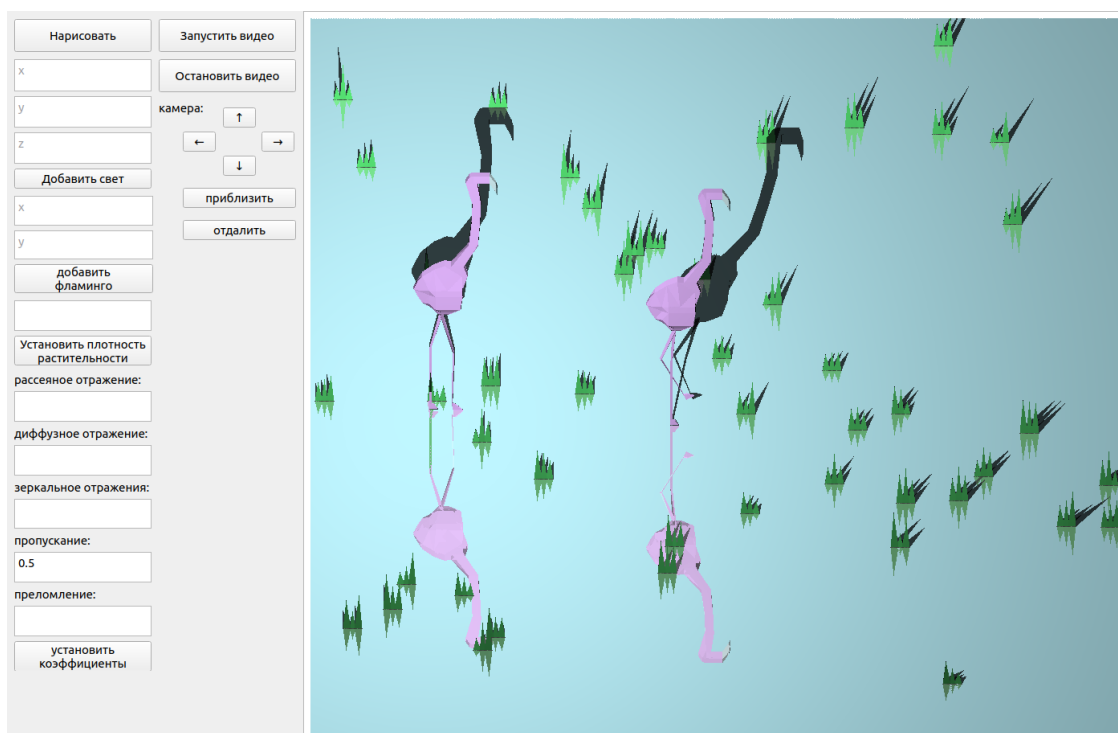 Нарисовать
Запустить видео
x
Остановить видео
y
камера:
↑
z
←
→
↓
Добавить свет
приблизить
x
отдалить
y
добавить
фламинго
Установить плотность
растительности
рассеяное отражение:
диффузное отражение:
зеркальное отражения:
пропускание:
0.5
преломление:
установить
коэффициенты